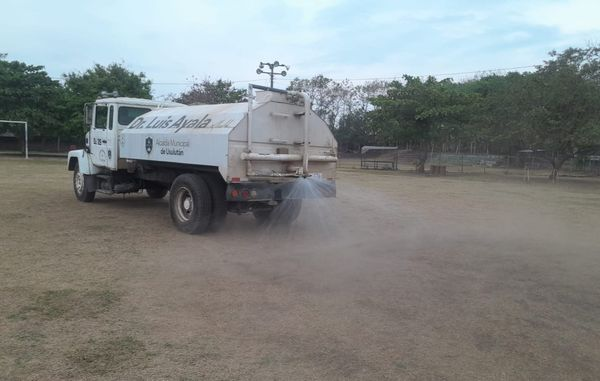 Dr. Luis Ayala
Alcaldía Municipal
de Usulután